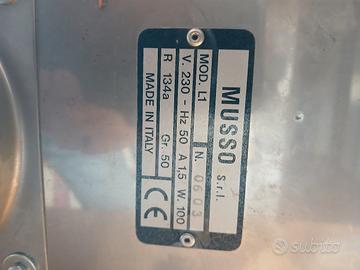 MUSSO S.r.l.
MOD. L1 N. 0603
V. 230 - Hz 50 A 1,5 W. 100
R 134a Gr. 50
MADE IN ITALY CE
subito